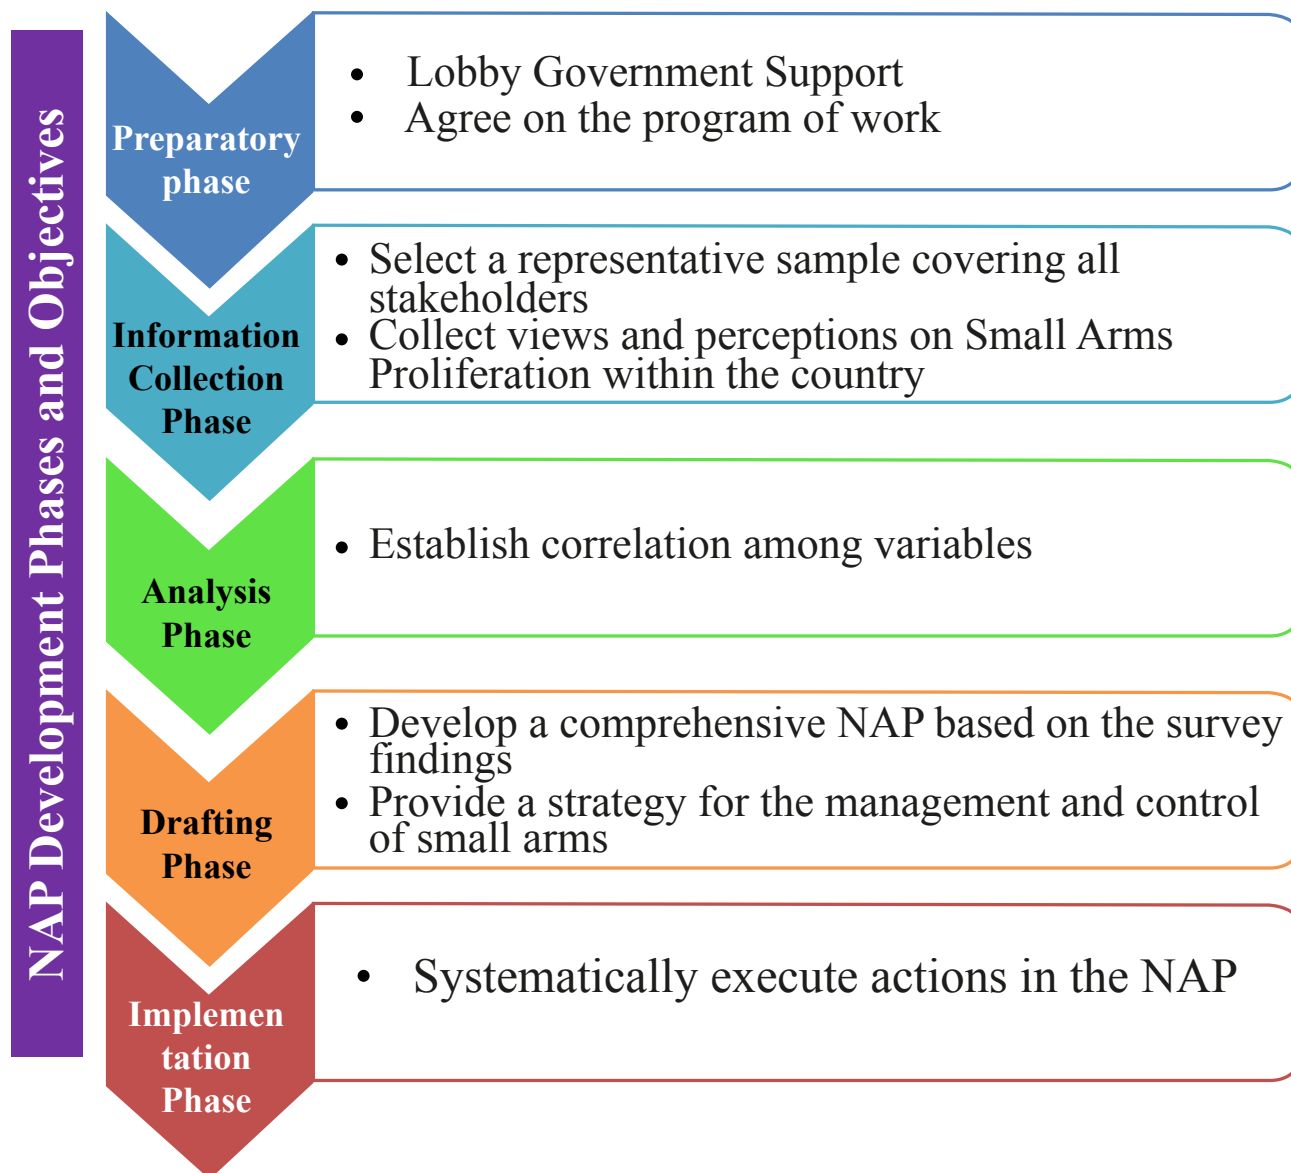 NAP Development Phases and Objectives
Preparatory
phase
• Lobby Government Support
• Agree on the program of work
Information
Collection
Phase
• Select a representative sample covering all
stakeholders
• Collect views and perceptions on Small Arms
Proliferation within the country
Analysis
Phase
• Establish correlation among variables
Drafting
Phase
• Develop a comprehensive NAP based on the survey
findings
• Provide a strategy for the management and control
of small arms
Implemen
tation
Phase
• Systematically execute actions in the NAP